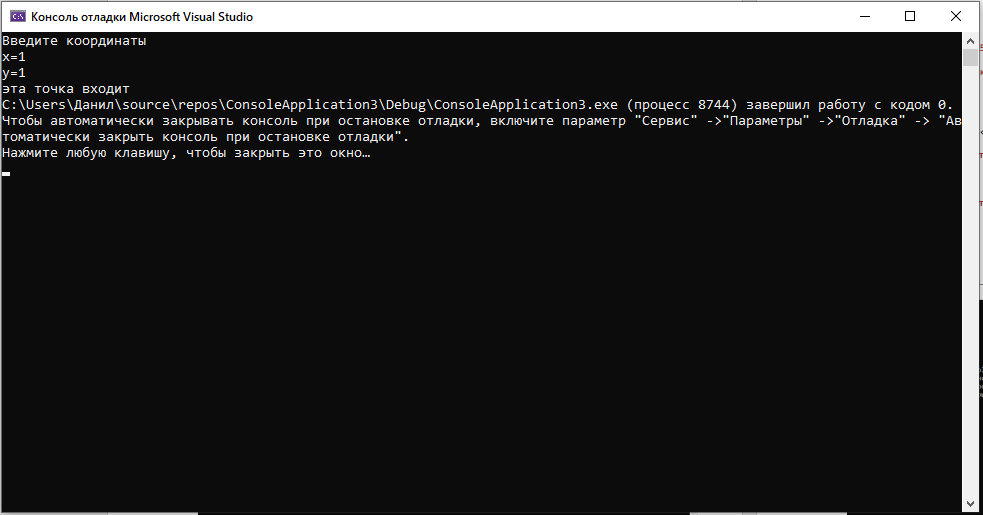 Консоль отладки Microsoft Visual Studio
Введите координаты
x=1
y=1
эта точка входит
C:\Users\Данил\source\repos\ConsoleApplication3\Debug\ConsoleApplication3.exe (процесс 8744) завершил работу с кодом 0.
Чтобы автоматически закрывать консоль при остановке отладки, включите параметр "Сервис" ->"Параметры" ->"Отладка" -> "Ав
томатически закрыть консоль при остановке отладки".
Нажмите любую клавишу, чтобы закрыть это окно…